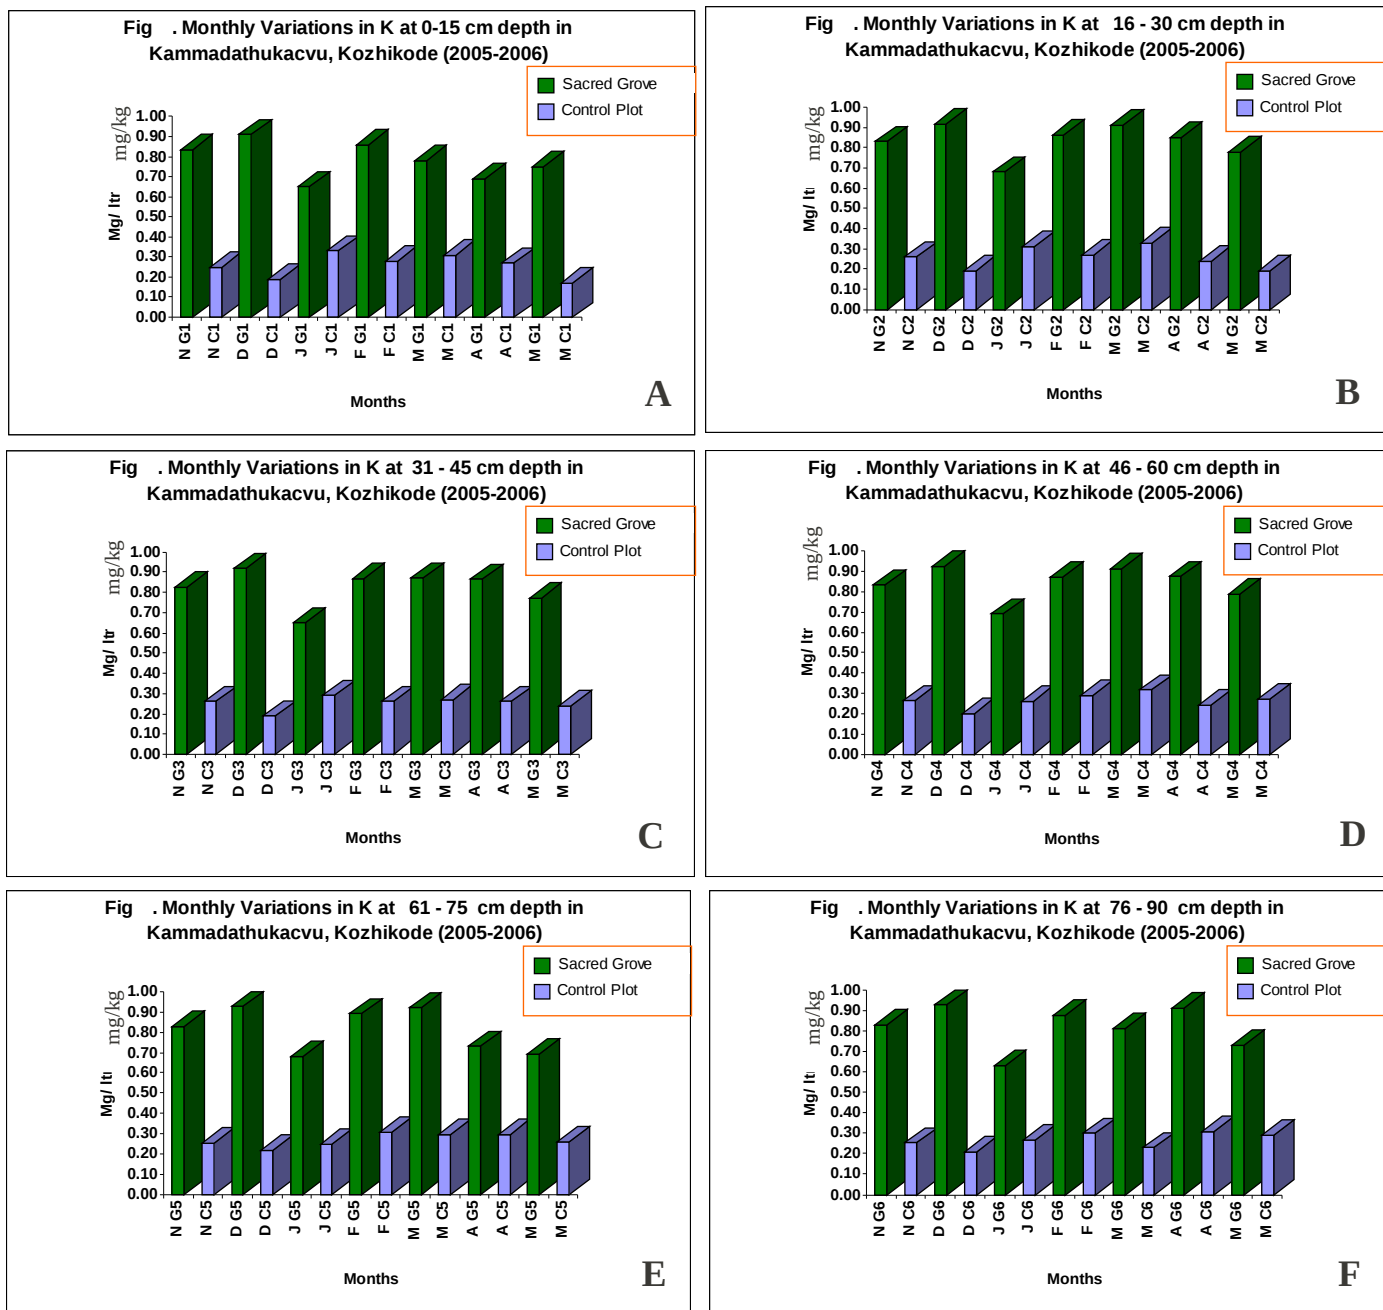 Fig . Monthly Variations in K at 0-15 cm depth in
Kammadathukacvu, Kozhikode (2005-2006)
Sacred Grove
Control Plot
mg/kg
Mg/ ltr
1.00
0.90
0.80
0.70
0.60
0.50
0.40
0.30
0.20
0.10
0.00
N G1
N C1
D G1
D C1
J G1
J C1
F G1
F C1
M G1
M C1
A G1
A C1
M G1
M C1
Months
A
Fig . Monthly Variations in K at 16 - 30 cm depth in
Kammadathukacvu, Kozhikode (2005-2006)
Sacred Grove
Control Plot
mg/kg
Mg/ lt
1.00
0.90
0.80
0.70
0.60
0.50
0.40
0.30
0.20
0.10
0.00
N G2
N C2
D G2
D C2
J G2
J C2
F G2
F C2
M G2
M C2
A G2
A C2
M G2
M C2
Months
B
Fig . Monthly Variations in K at 31 - 45 cm depth in
Kammadathukacvu, Kozhikode (2005-2006)
Sacred Grove
Control Plot
mg/kg
Mg/ ltr
1.00
0.90
0.80
0.70
0.60
0.50
0.40
0.30
0.20
0.10
0.00
N G3
N C3
D G3
D C3
J G3
J C3
F G3
F C3
M G3
M C3
A G3
A C3
M G3
M C3
Months
C
Fig . Monthly Variations in K at 46 - 60 cm depth in
Kammadathukacvu, Kozhikode (2005-2006)
Sacred Grove
Control Plot
mg/kg
Mg/ ltr
1.00
0.90
0.80
0.70
0.60
0.50
0.40
0.30
0.20
0.10
0.00
N G4
N C4
D G4
D C4
J G4
J C4
F G4
F C4
M G4
M C4
A G4
A C4
M G4
M C4
Months
D
Fig . Monthly Variations in K at 61 - 75 cm depth in
Kammadathukacvu, Kozhikode (2005-2006)
Sacred Grove
Control Plot
mg/kg
Mg/ lt
1.00
0.90
0.80
0.70
0.60
0.50
0.40
0.30
0.20
0.10
0.00
N G5
N C5
D G5
D C5
J G5
J C5
F G5
F C5
M G5
M C5
A G5
A C5
M G5
M C5
Months
E
Fig . Monthly Variations in K at 76 - 90 cm depth in
Kammadathukacvu, Kozhikode (2005-2006)
Sacred Grove
Control Plot
mg/kg
Mg/ lt
1.00
0.90
0.80
0.70
0.60
0.50
0.40
0.30
0.20
0.10
0.00
N G6
N C6
D G6
D C6
J G6
J C6
F G6
F C6
M G6
M C6
A G6
A C6
M G6
M C6
Months
F